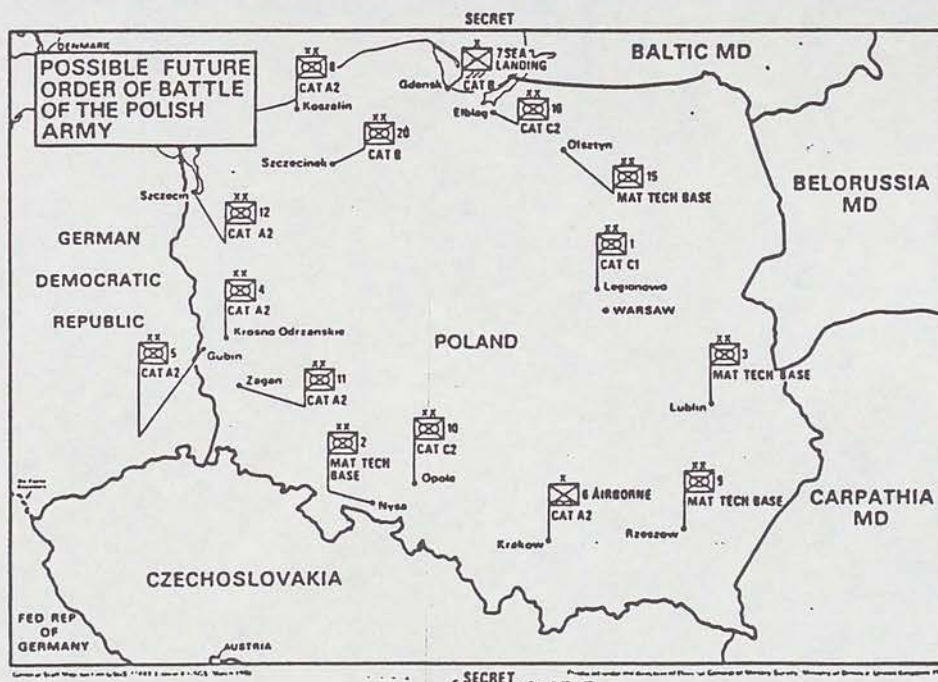 SECRET
DENMARK
POSSIBLE FUTURE
ORDER OF BATTLE
OF THE POLISH
ARMY
XX
8
CAT A2
Koszalin
X
7 SEA
LANDING
CAT B
Gdansk
BALTIC MD
XX
16
CAT C2
Elblag
XX
20
CAT B
Szczecinek
Olsztyn
XX
15
MAT TECH BASE
BELORUSSIA
MD
Szczecin
XX
12
CAT A2
GERMAN
DEMOCRATIC
REPUBLIC
XX
1
CAT C1
Legionowo
WARSAW
XX
4
CAT A2
Krosno Odrzanskie
POLAND
XX
5
CAT A2
Gubin
XX
3
MAT TECH BASE
Lublin
Zagan
XX
11
CAT A2
XX
2
MAT TECH
BASE
Nysa
XX
10
CAT C2
Opole
X
6 AIRBORNE
CAT A2
Krakow
XX
9
MAT TECH BASE
Rzeszow
CARPATHIA
MD
CZECHOSLOVAKIA
FED REP
OF
GERMANY
AUSTRIA
SECRET